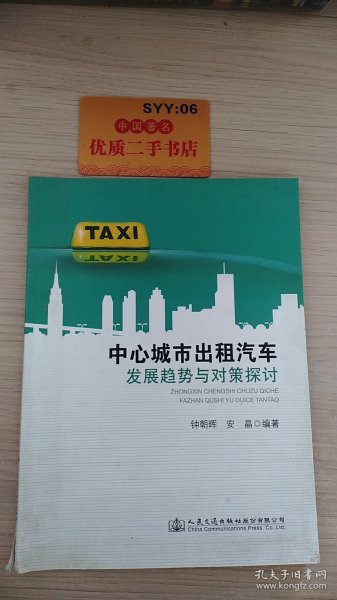 SYY:06
中国著名
优质二手书店
TAXI
TAXI
中心城市出租汽车
发展趋势与对策探讨
ZHONGXIN CHENGSHI CHUZU QICHE
FAZHAN QUSHI YU DUICE TANTAO
钟朝晖 安 晶◎编著
人民交通出版社股份有限公司
China Communications Press Co.,Ltd.
孔夫子旧书网
www.kongfz.com